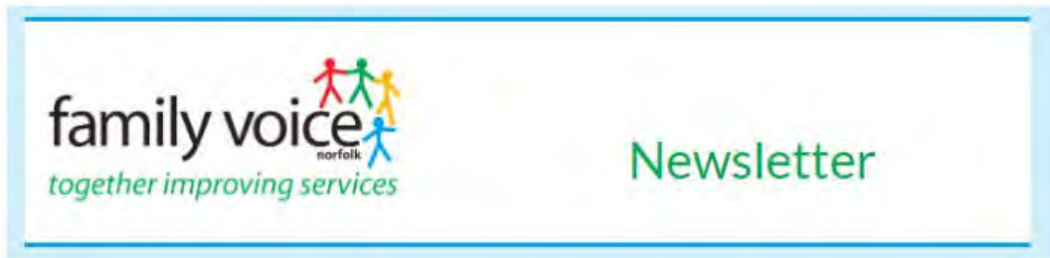 family voice
norfolk
together improving services
Newsletter